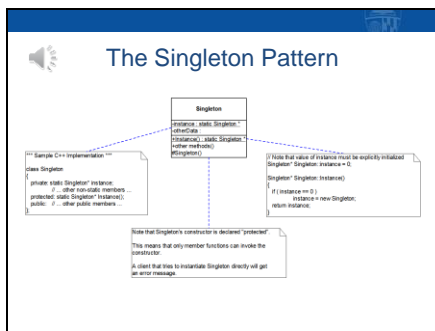 The Singleton Pattern
Singleton
-instance : static Singleton *
-otherData :
+Instance() : static Singleton *
+other methods()
#Singleton()
*** Sample C++ Implementation ***
class Singleton
{
private: static Singleton* instance;
// ... other non-static members ...
protected: static Singleton* Instance();
public: // ... other public members ...
};
// Note that value of instance must be explicitly initialized
Singleton* Singleton::instance = 0;
Singleton* Singleton::Instance()
{
if ( instance == 0 )
instance = new Singleton;
return instance;
}
Note that Singleton's constructor is declared "protected".
This means that only member functions can invoke the
constructor.
A client that tries to instantiate Singleton directly will get
an error message.